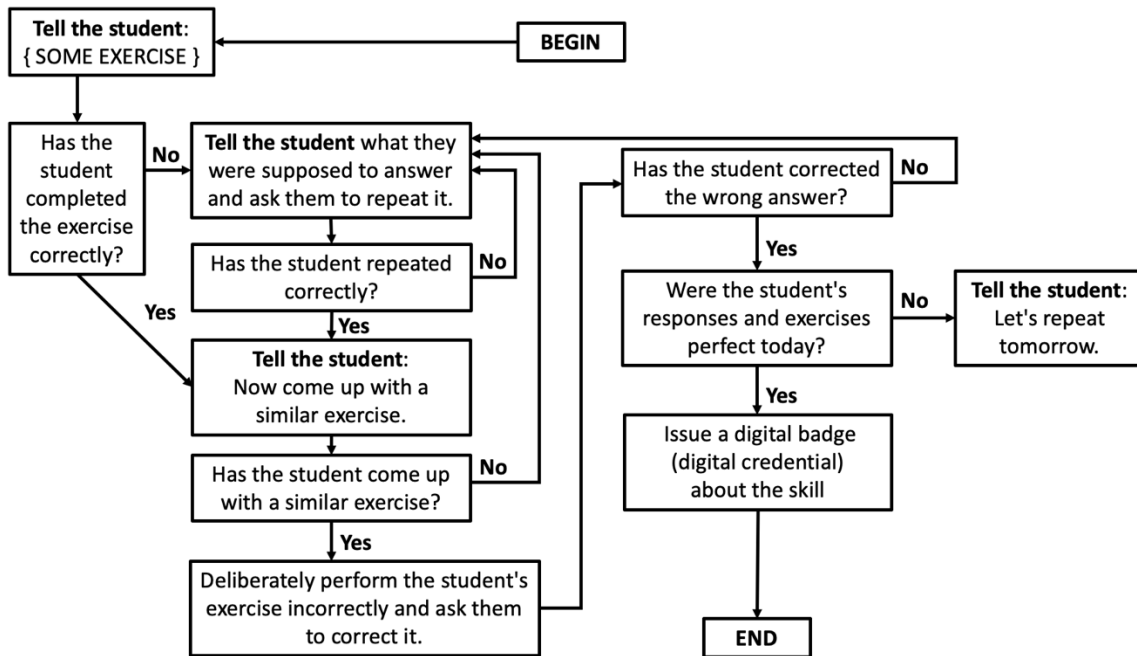 BEGIN
Tell the student:
{ SOME EXERCISE }
Has the
student
completed
the exercise
correctly?
No
Yes
Tell the student what they
were supposed to answer
and ask them to repeat it.
Has the student repeated
correctly?
No
Yes
Tell the student:
Now come up with a
similar exercise.
Has the student come up
with a similar exercise?
No
Yes
Deliberately perform the student's
exercise incorrectly and ask them
to correct it.
Has the student corrected
the wrong answer?
No
Yes
Were the student's
responses and exercises
perfect today?
No
Tell the student:
Let's repeat
tomorrow.
Yes
Issue a digital badge
(digital credential)
about the skill
END